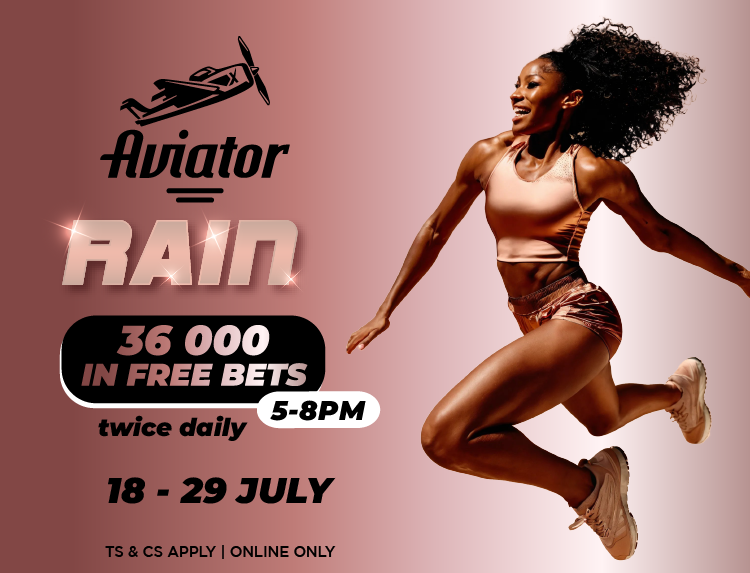 Aviator
RAIN
36 000
IN FREE BETS
5-8PM
twice daily
18 - 29 JULY
TS & CS APPLY | ONLINE ONLY